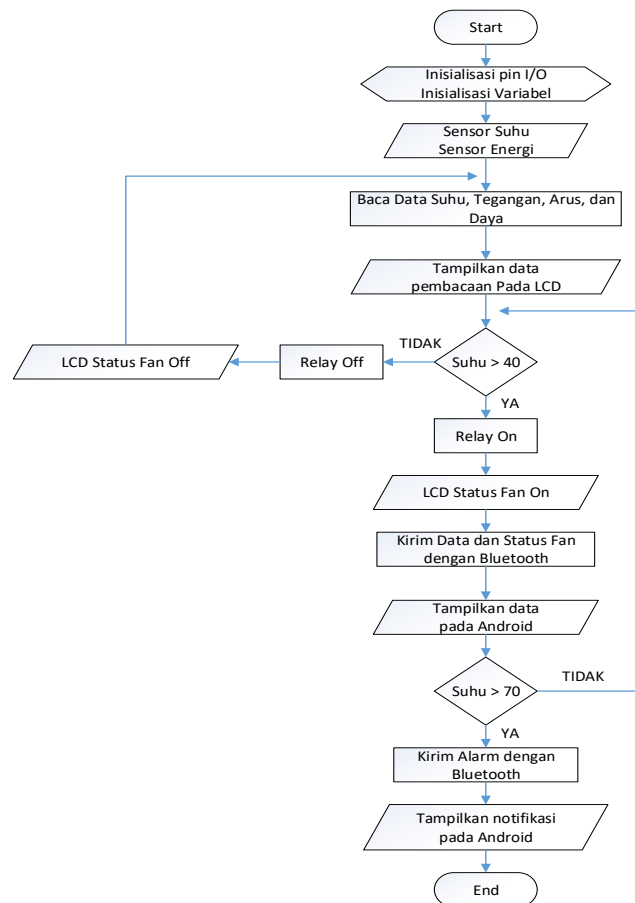 Start
Inisialisasi pin I/O
Inisialisasi Variabel
Sensor Suhu
Sensor Energi
Baca Data Suhu, Tegangan, Arus, dan
Daya
Tampilkan data
pembacaan Pada LCD
TIDAK
Suhu > 40
Relay Off
LCD Status Fan Off
YA
Relay On
LCD Status Fan On
Kirim Data dan Status Fan
dengan Bluetooth
Tampilkan data
pada Android
Suhu > 70
TIDAK
YA
Kirim Alarm dengan
Bluetooth
Tampilkan notifikasi
pada Android
End